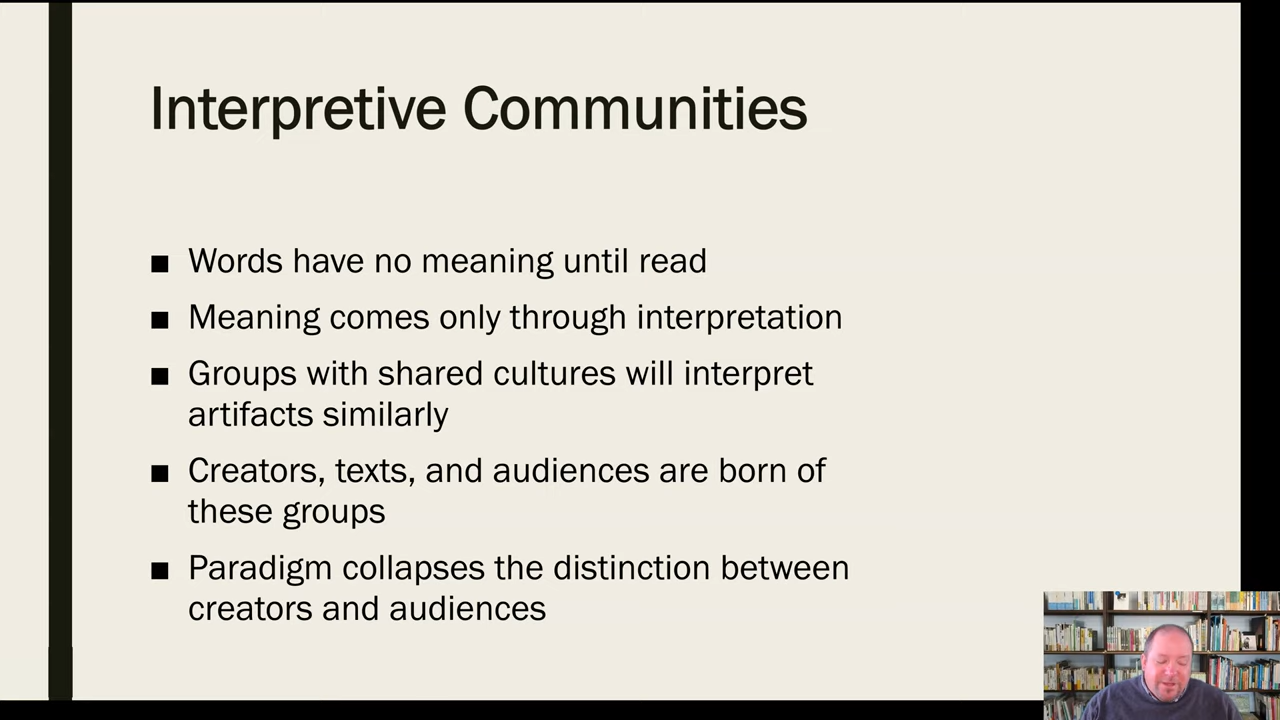 Interpretive Communities
■ Words have no meaning until read
■ Meaning comes only through interpretation
■ Groups with shared cultures will interpret
artifacts similarly
■ Creators, texts, and audiences are born of
these groups
■ Paradigm collapses the distinction between
creators and audiences